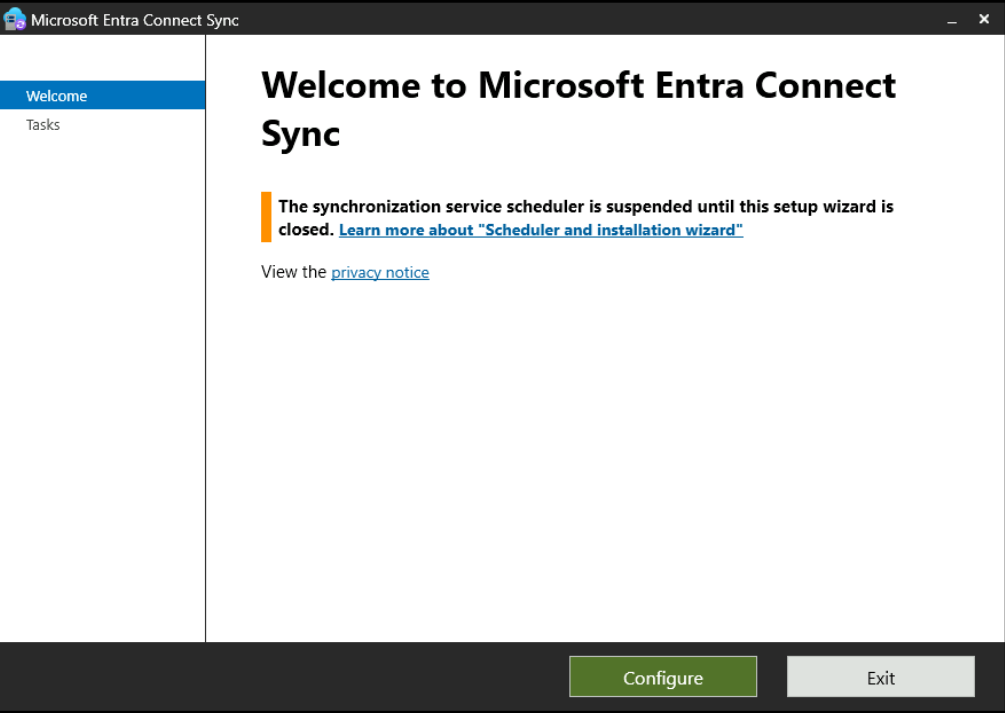 Microsoft Entra Connect Sync
Welcome
Tasks
Welcome to Microsoft Entra Connect
Sync
The synchronization service scheduler is suspended until this setup wizard is
closed. Learn more about "Scheduler and installation wizard"
View the privacy notice
Configure
Exit